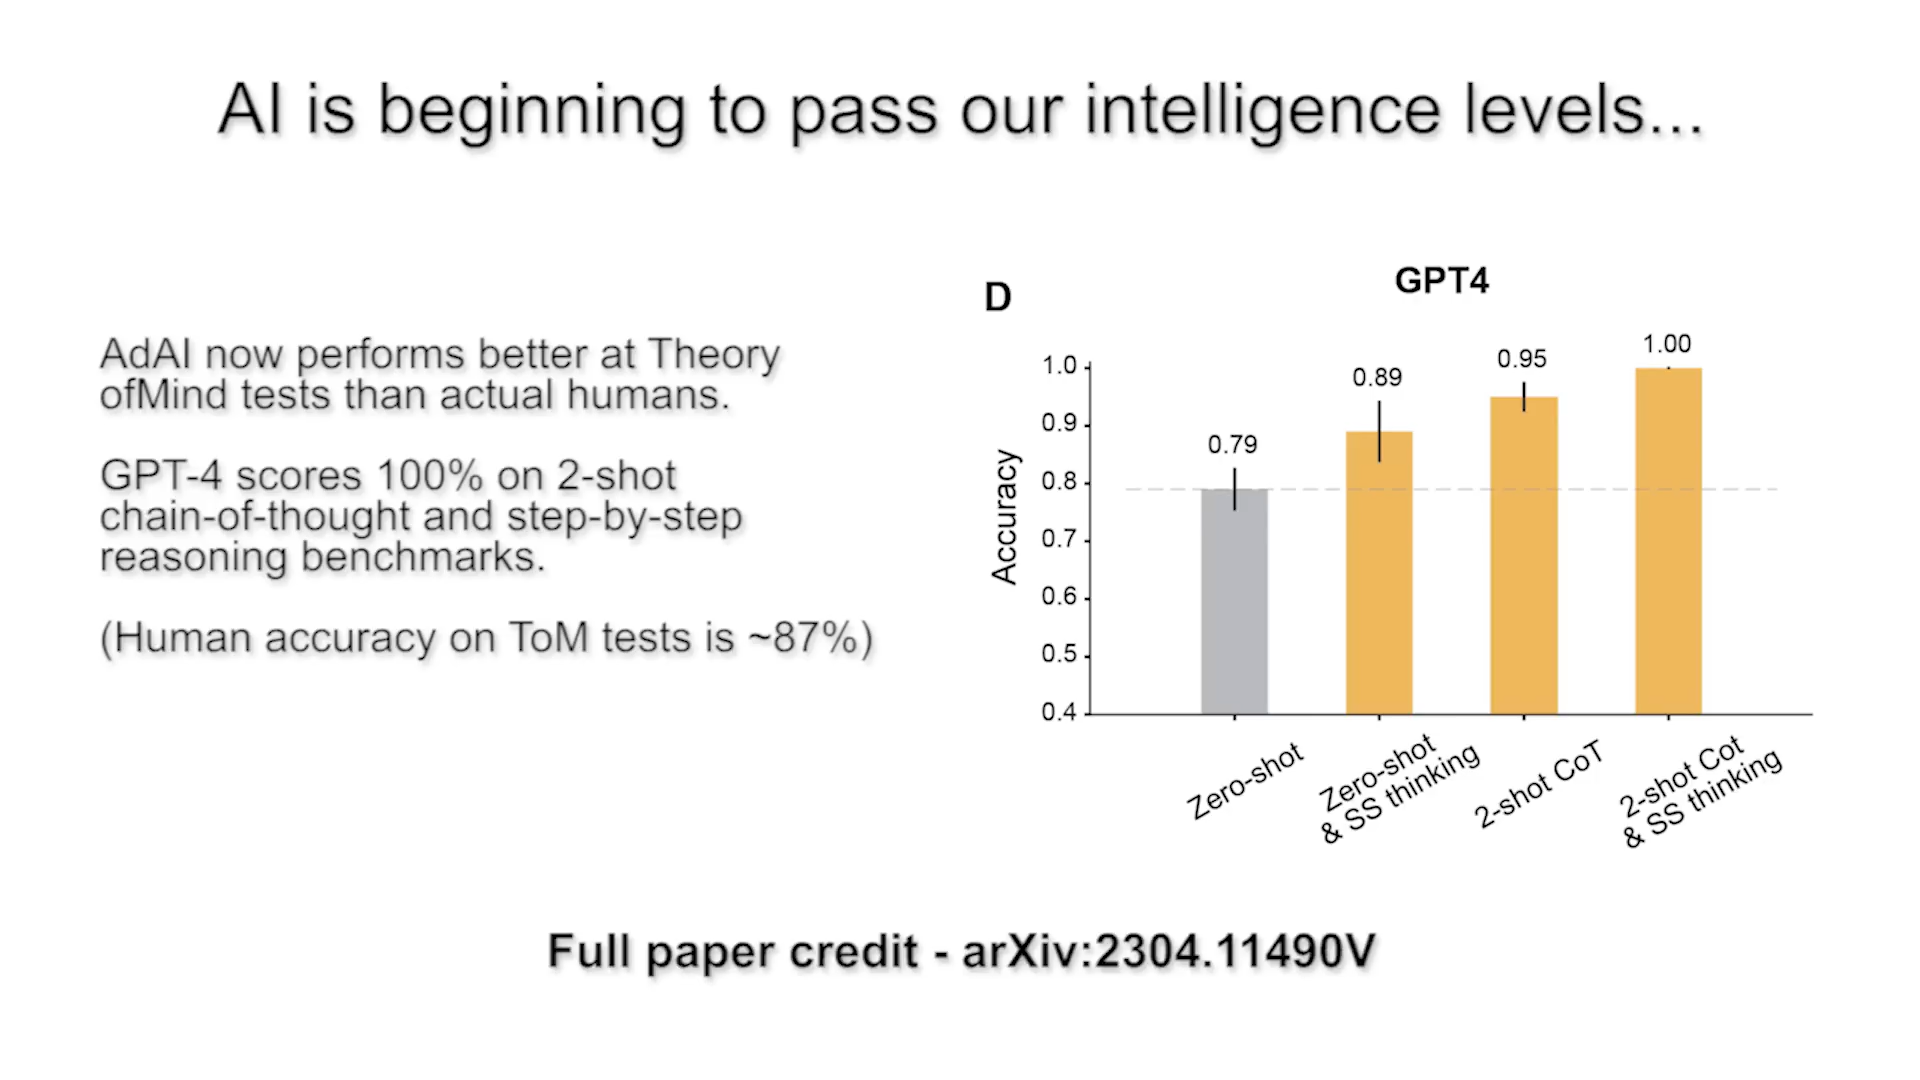 AI is beginning to pass our intelligence levels...
AdAI now performs better at Theory
ofMind tests than actual humans.
GPT-4 scores 100% on 2-shot
chain-of-thought and step-by-step
reasoning benchmarks.
(Human accuracy on ToM tests is ~87%)
D
GPT4
Accuracy
1.0
0.9
0.8
0.7
0.6
0.5
0.4
0.79
0.89
0.95
1.00
Zero-shot
Zero-shot
& SS thinking
2-shot CoT
2-shot Cot
& SS thinking
Full paper credit - arXiv:2304.11490V